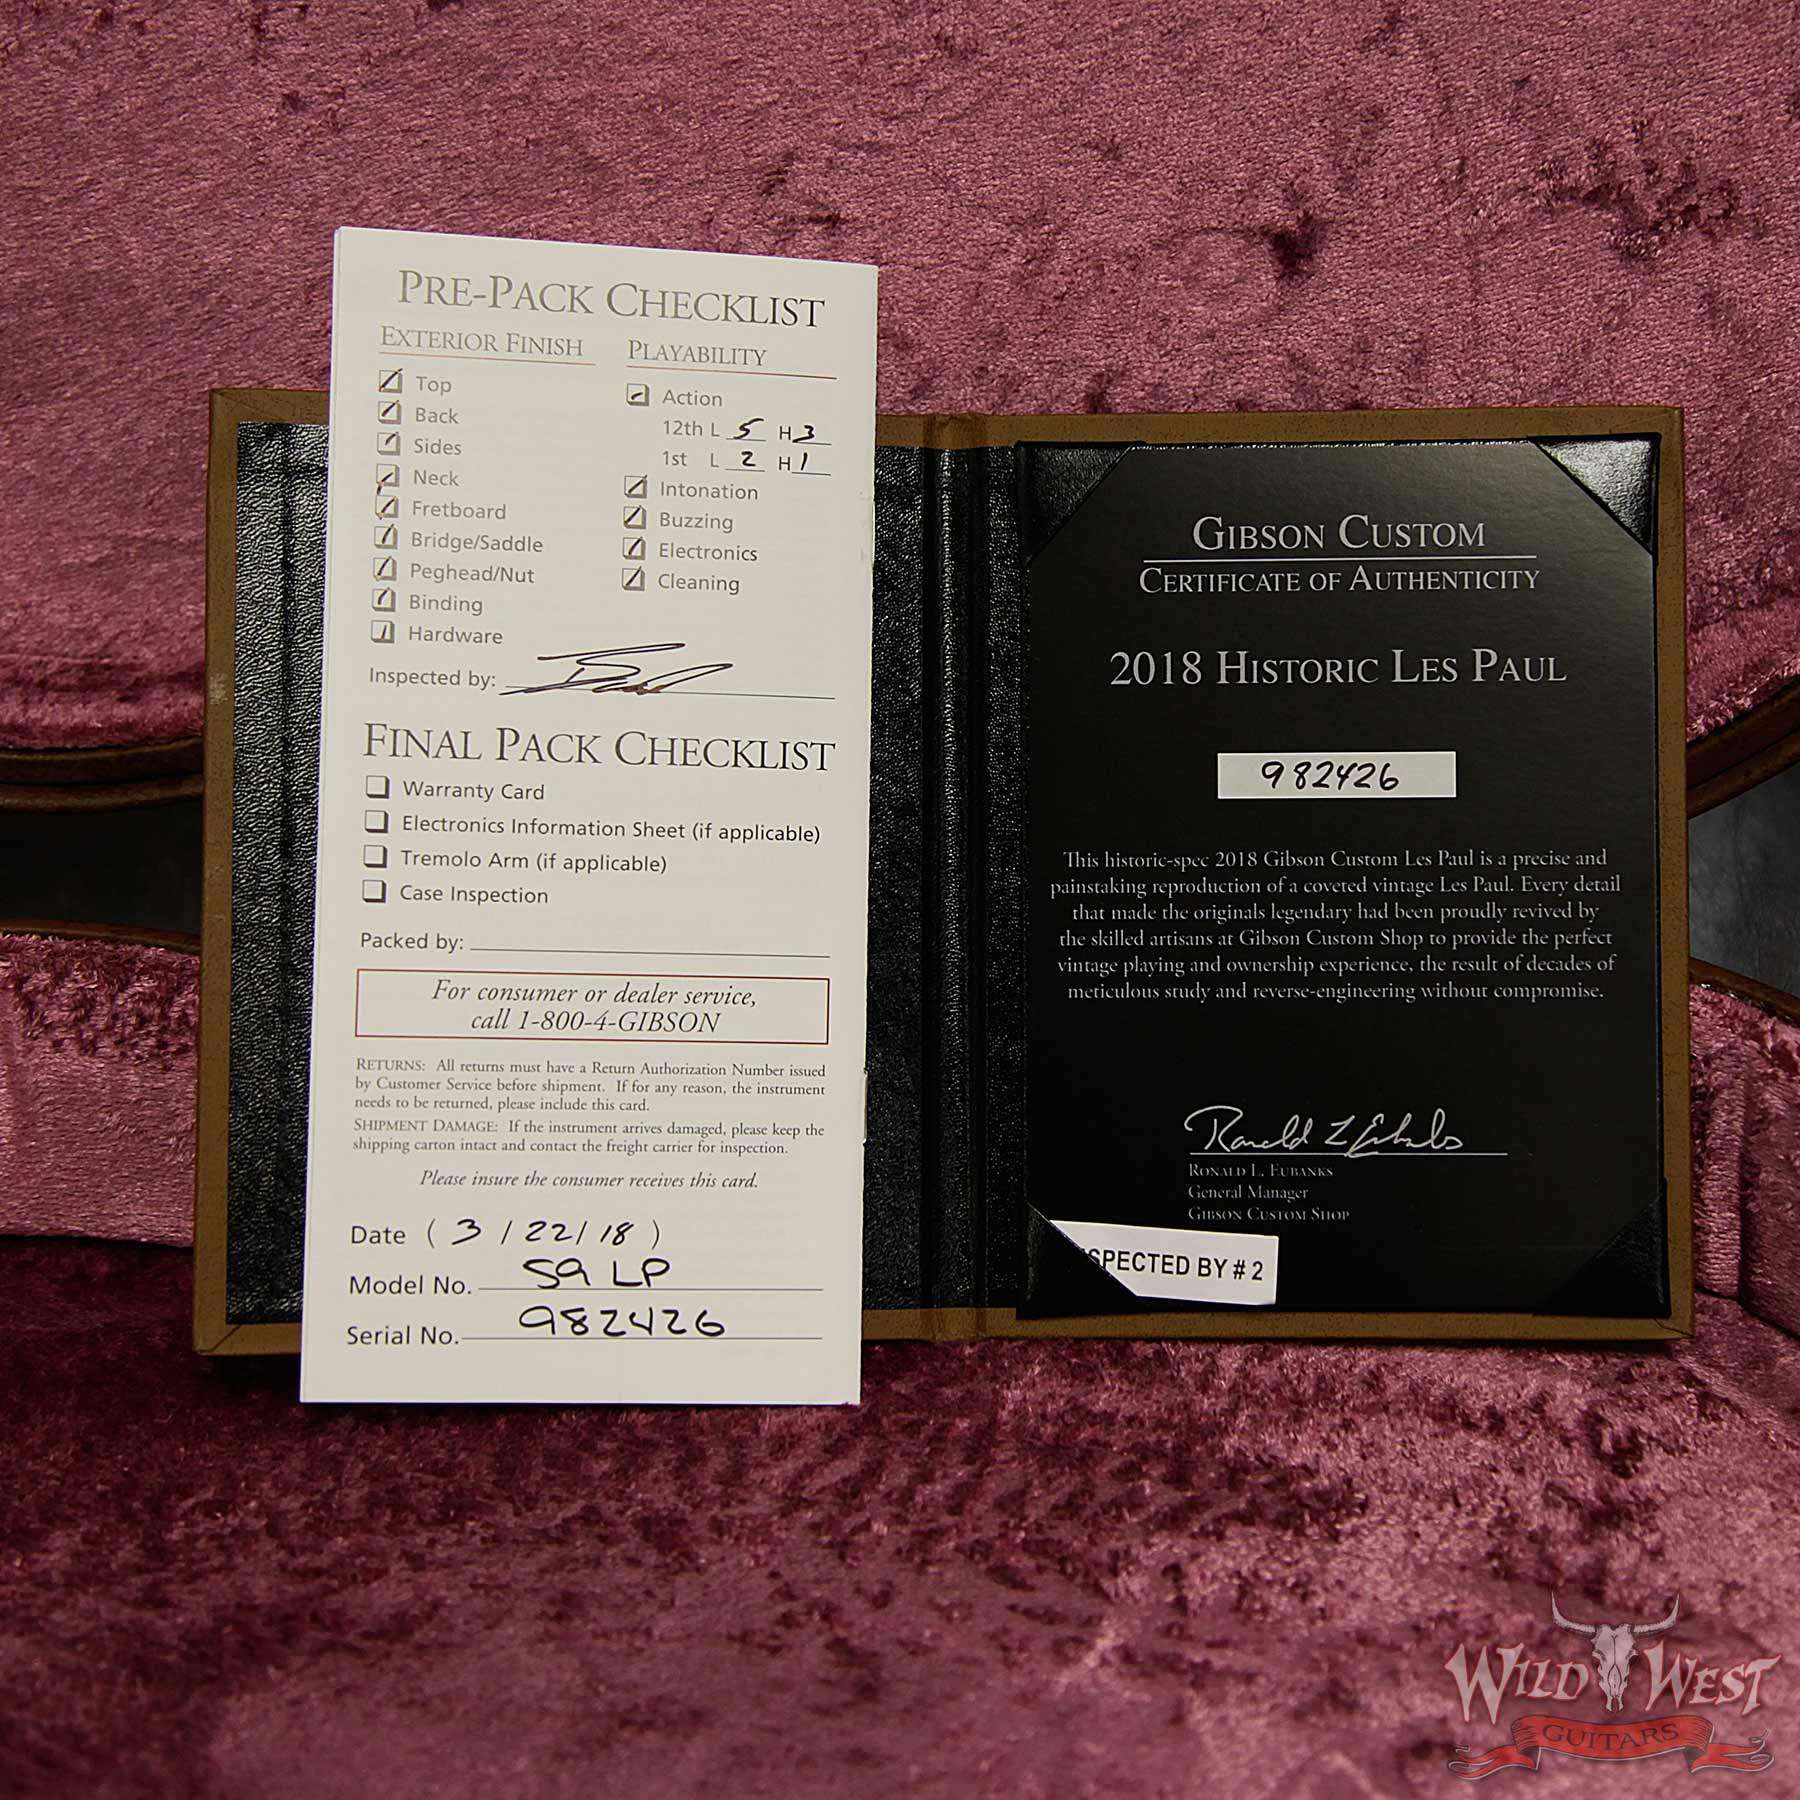 PRE-PACK CHECKLIST
EXTERIOR FINISH
Top
Back
Sides
Neck
Fretboard
Bridge/Saddle
Peghead/Nut
Binding
Hardware
PLAYABILITY
Action
12th L 5 H 3
1st L 2 H 1
Intonation
Buzzing
Electronics
Cleaning
Inspected by:
FINAL PACK CHECKLIST
Warranty Card
Electronics Information Sheet (if applicable)
Tremolo Arm (if applicable)
Case Inspection
Packed by:
For consumer or dealer service,
call 1-800-4-GIBSON
RETURNS: All returns must have a Return Authorization Number issued
by Customer Service before shipment. If for any reason, the instrument
needs to be returned, please include this card.
SHIPMENT DAMAGE: If the instrument arrives damaged, please keep the
shipping carton intact and contact the freight carrier for inspection.
Please insure the consumer receives this card.
Date ( 3 / 22 / 18 )
Model No. 59 LP
Serial No. 982426
GIBSON CUSTOM
CERTIFICATE OF AUTHENTICITY
2018 HISTORIC LES PAUL
982426
This historic-spec 2018 Gibson Custom Les Paul is a precise and
painstaking reproduction of a coveted vintage Les Paul. Every detail
that made the originals legendary had been proudly revived by
the skilled artisans at Gibson Custom Shop to provide the perfect
vintage playing and ownership experience, the result of decades of
meticulous study and reverse-engineering without compromise.
Ronald L Eubanks
RONALD L. EUBANKS
General Manager
GIBSON CUSTOM SHOP
SPECTED BY # 2
WILD WEST
GUITARS